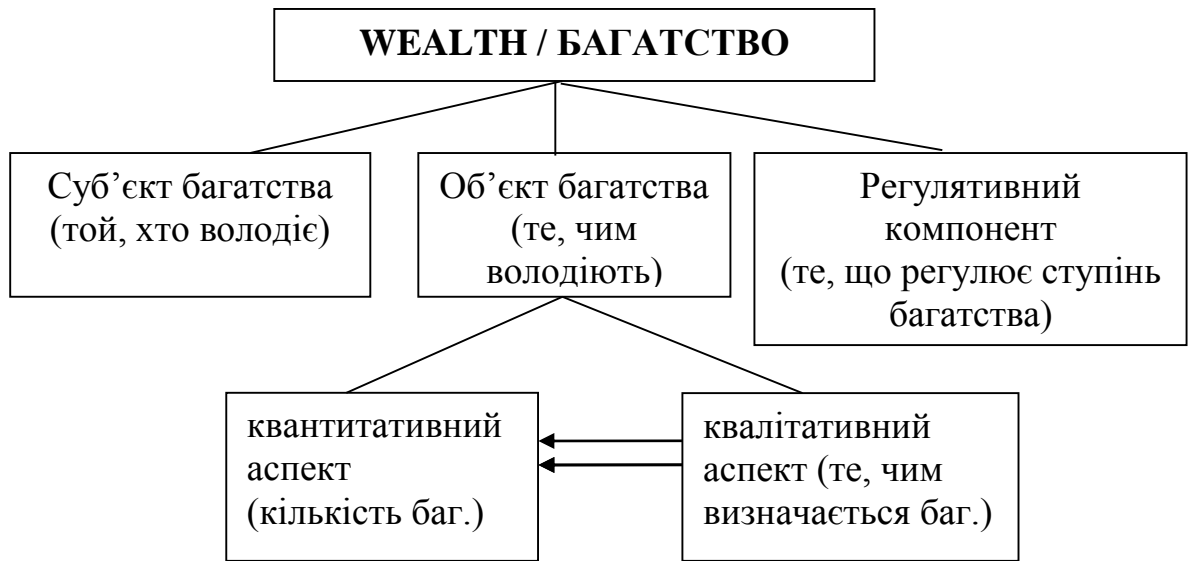 WEALTH / БАГАТСТВО
Суб’єкт багатства
(той, хто володіє)
Об’єкт багатства
(те, чим
володіють)
Регулятивний
компонент
(те, що регулює ступінь
багатства)
квантитативний
аспект
(кількість баг.)
квалітативний
аспект (те, чим
визначається баг.)